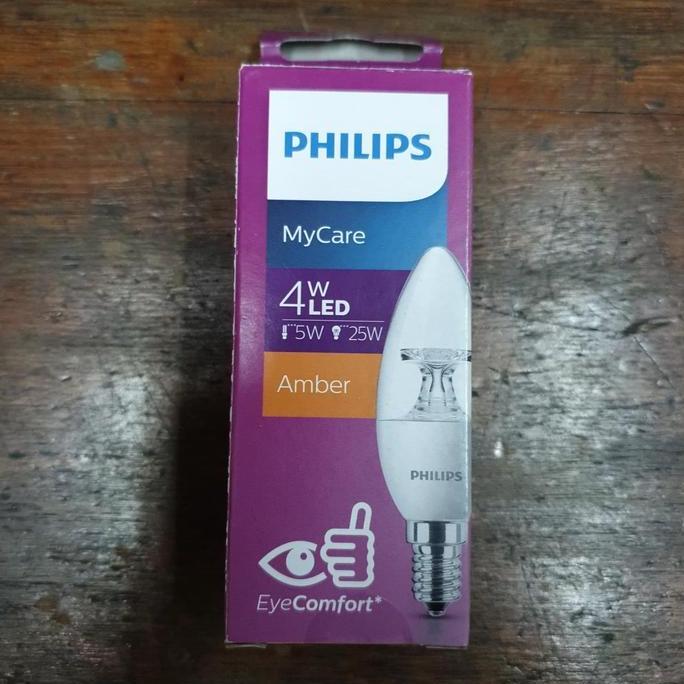 PHILIPS
MyCare
4W LED
5W 25W
Amber
PHILIPS
EyeComfort*